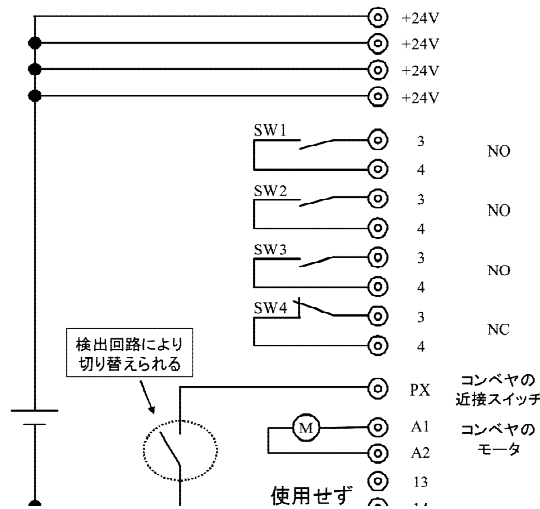 +24V
+24V
+24V
+24V
SW1
3
NO
4
SW2
3
NO
4
SW3
3
NO
4
SW4
3
NC
4
検出回路により
切り替えられる
PX
コンベヤの
近接スイッチ
M
A1
A2
コンベヤの
モータ
13
使用せず
14